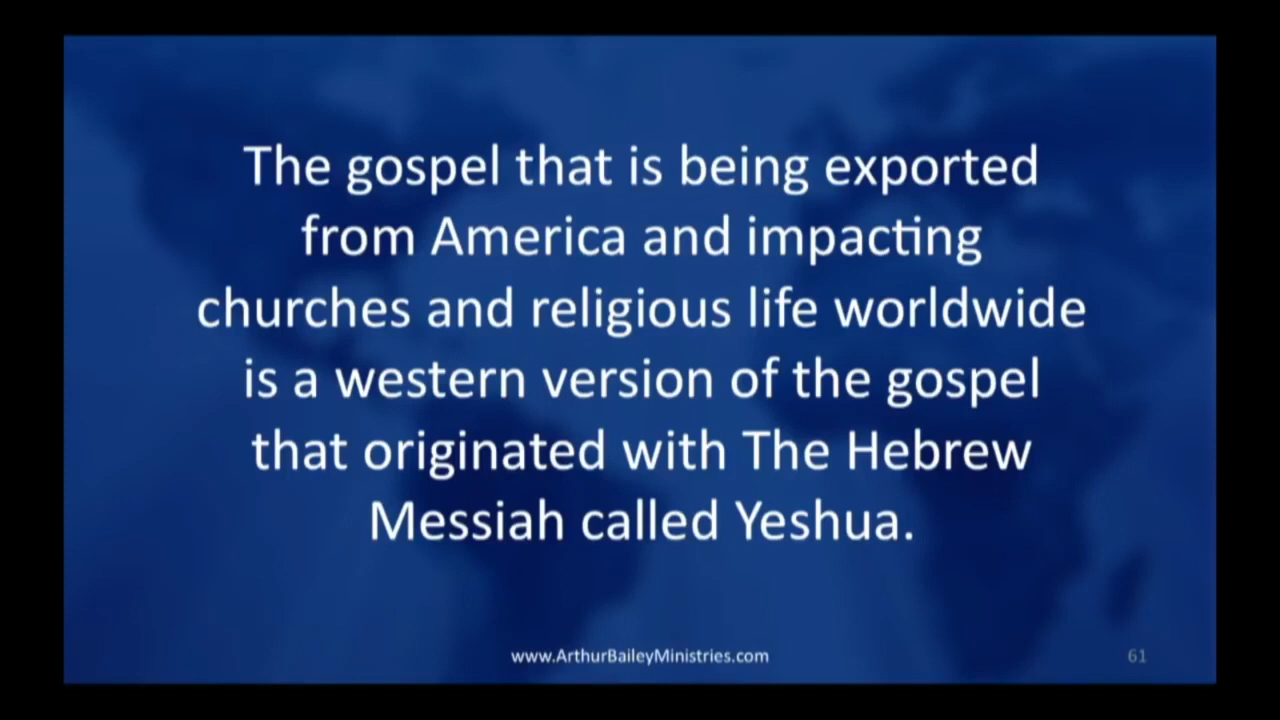 The gospel that is being exported
from America and impacting
churches and religious life worldwide
is a western version of the gospel
that originated with The Hebrew
Messiah called Yeshua.
www.ArthurBaileyMinistries.com
61